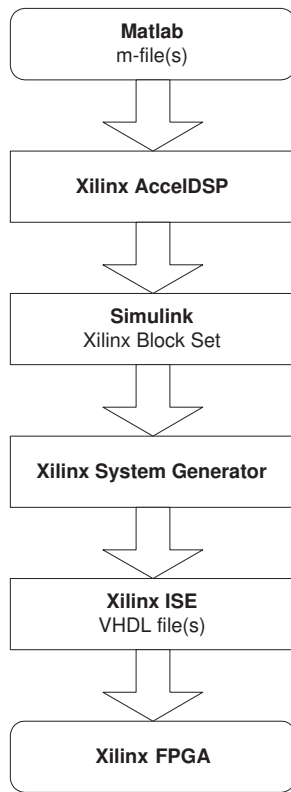 Matlab
m-file(s)
Xilinx AccelDSP
Simulink
Xilinx Block Set
Xilinx System Generator
Xilinx ISE
VHDL file(s)
Xilinx FPGA